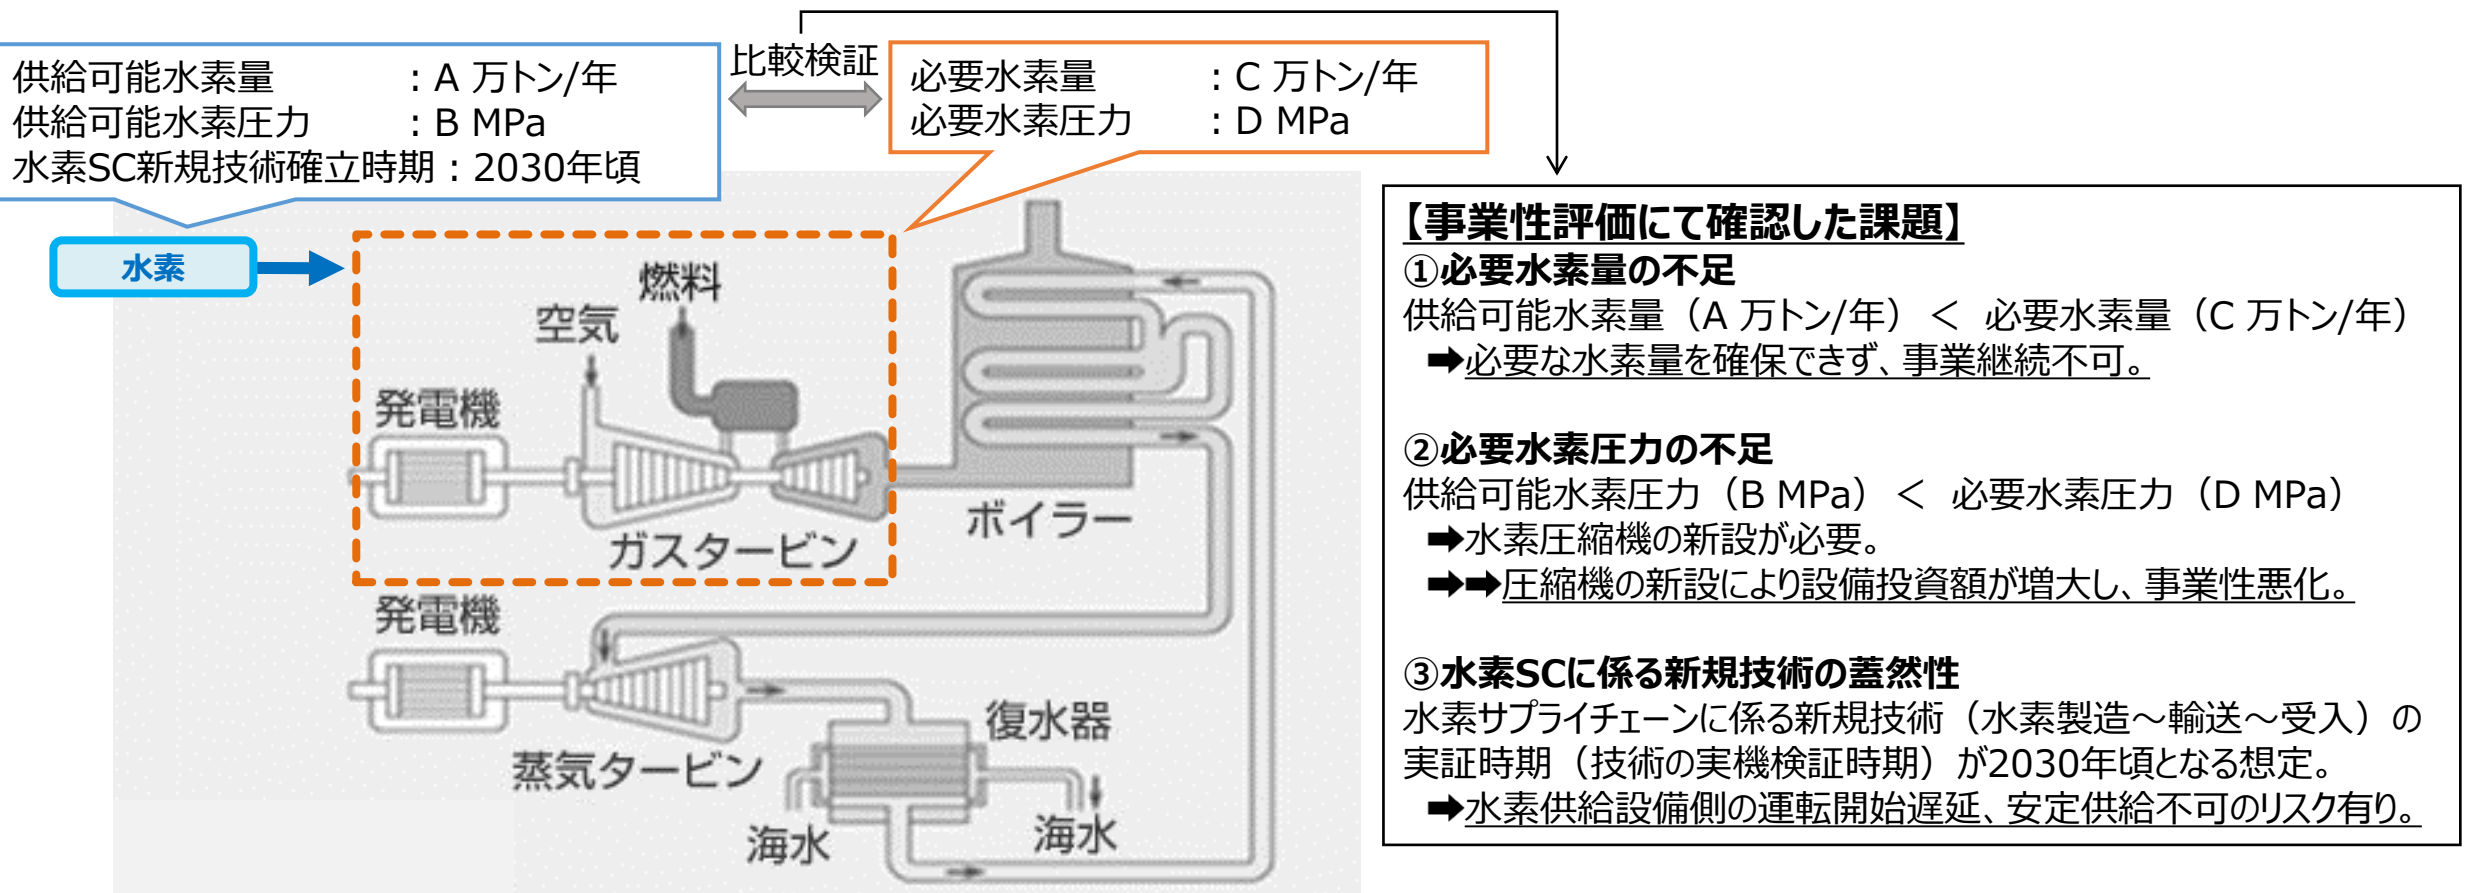 比較検証
供給可能水素量 : A 万トン/年
供給可能水素圧力 : B MPa
水素SC新規技術確立時期 : 2030年頃
必要水素量 : C 万トン/年
必要水素圧力 : D MPa
水素
燃料
空気
発電機
ガスタービン
ボイラー
発電機
蒸気タービン
復水器
海水
海水
【事業性評価にて確認した課題】
①必要水素量の不足
供給可能水素量（A 万トン/年）＜ 必要水素量（C 万トン/年）
➡必要な水素量を確保できず、事業継続不可。
②必要水素圧力の不足
供給可能水素圧力（B MPa）＜ 必要水素圧力（D MPa）
➡水素圧縮機の新設が必要。
➡➡圧縮機の新設により設備投資額が増大し、事業性悪化。
③水素SCに係る新規技術の蓋然性
水素サプライチェーンに係る新規技術（水素製造～輸送～受入）の
実証時期（技術の実機検証時期）が2030年頃となる想定。
➡水素供給設備側の運転開始遅延、安定供給不可のリスク有り。